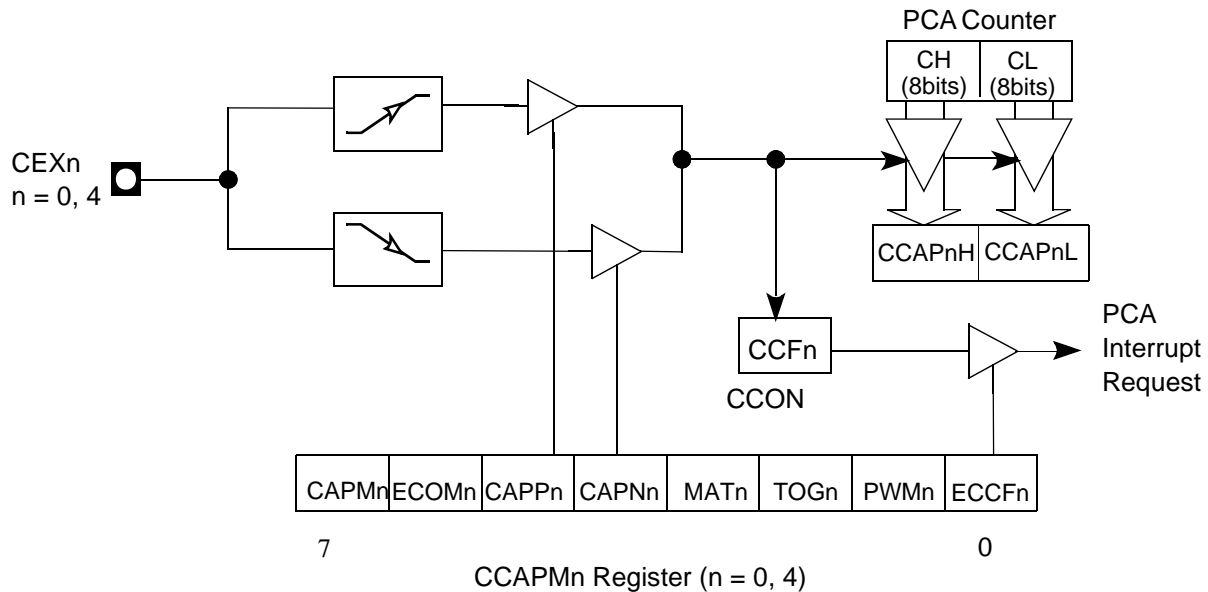 PCA Counter
CH CL
(8bits) (8bits)
CEXn
n = 0, 4
CCAPnH CCAPnL
CCFn
CCON
PCA
Interrupt
Request
CAPMn ECOMn CAPPn CAPNn MATn TOGn PWMn ECCFn
7 0
CCAPMn Register (n = 0, 4)